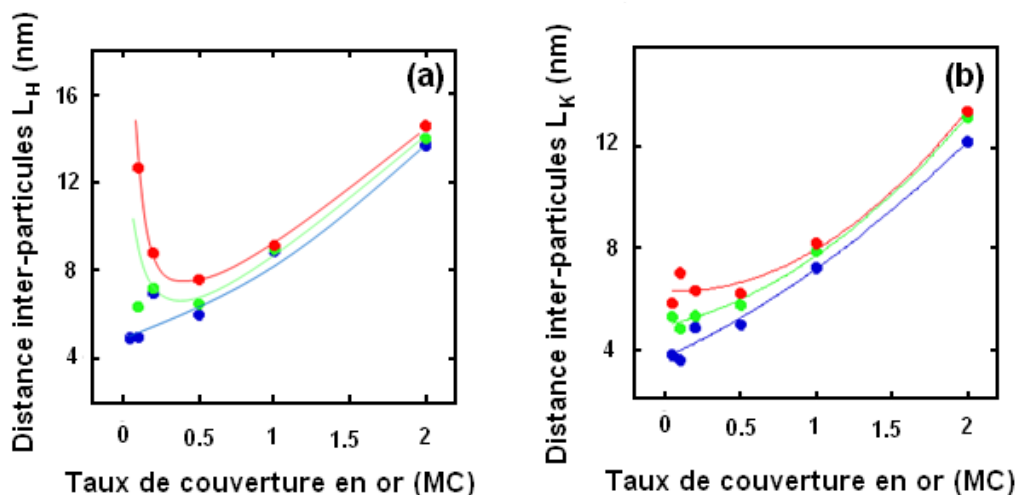 Distance inter-particules L_H (nm)
(a)
16
12
8
4
0
0.5
1
1.5
2
Taux de couverture en or (MC)
Distance inter-particules L_K (nm)
(b)
12
8
4
0
0.5
1
1.5
2
Taux de couverture en or (MC)